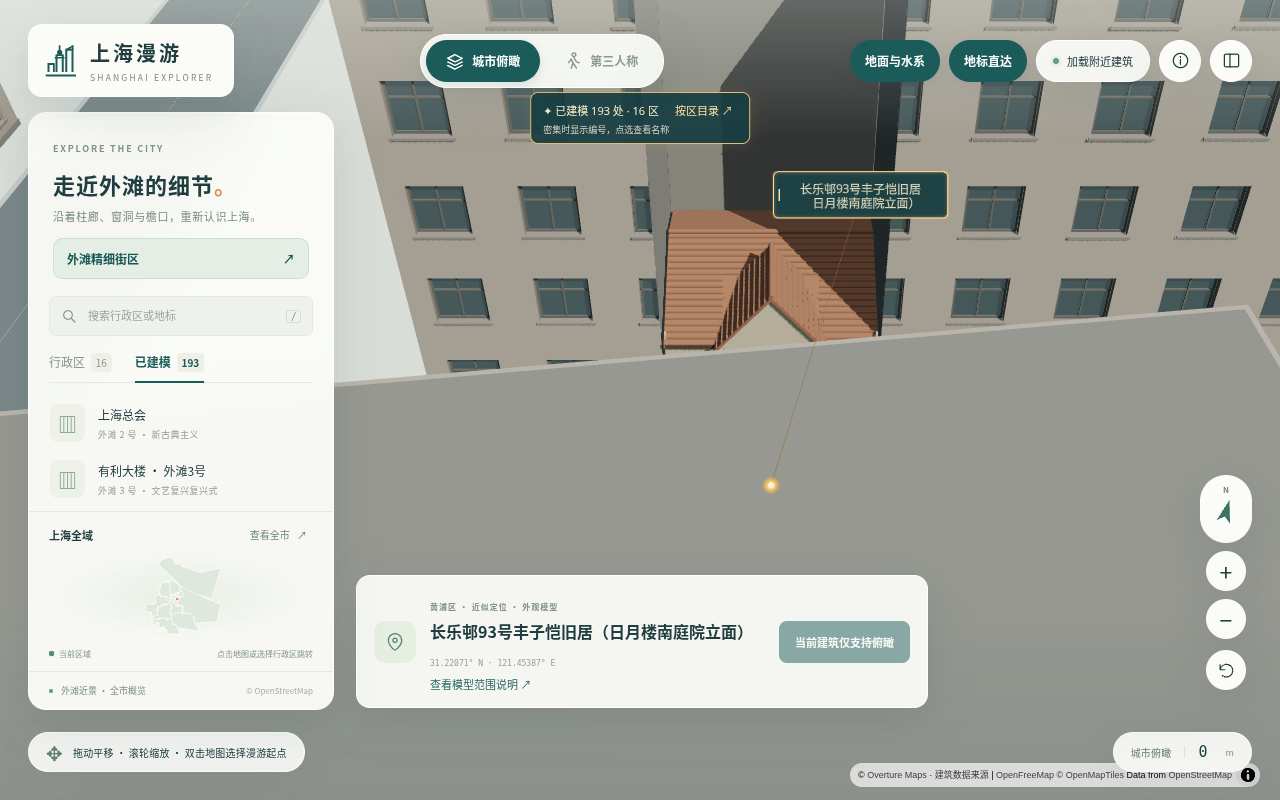 上海漫游
SHANGHAI EXPLORER
城市俯瞰
第三人称
地面与水系
地标直达
加载附近建筑
✦ 已建模 193 处 · 16 区 按区目录 ↗
密集时显示编号，点选查看名称
长乐邨93号丰子恺旧居
日月楼南庭院立面）
EXPLORE THE CITY
走近外滩的细节。
沿着柱廊、窗洞与檐口，重新认识上海。
外滩精细街区 ↗
搜索行政区或地标 /
行政区 16 已建模 193
上海总会
外滩 2 号 · 新古典主义
有利大楼 · 外滩3号
外滩 3 号 · 文艺复兴复兴式
上海全域 查看全市 ↗
当前区域 点击地图或选择行政区跳转
外滩近景 · 全市概览 © OpenStreetMap
拖动平移 · 滚轮缩放 · 双击地图选择漫游起点
黄浦区 · 近似定位 · 外观模型
长乐邨93号丰子恺旧居（日月楼南庭院立面）
31.22071° N · 121.45387° E
查看模型范围说明 ↗
当前建筑仅支持俯瞰
N
+
−
城市俯瞰 0 m
© Overture Maps · 建筑数据来源 | OpenFreeMap © OpenMapTiles Data from OpenStreetMap